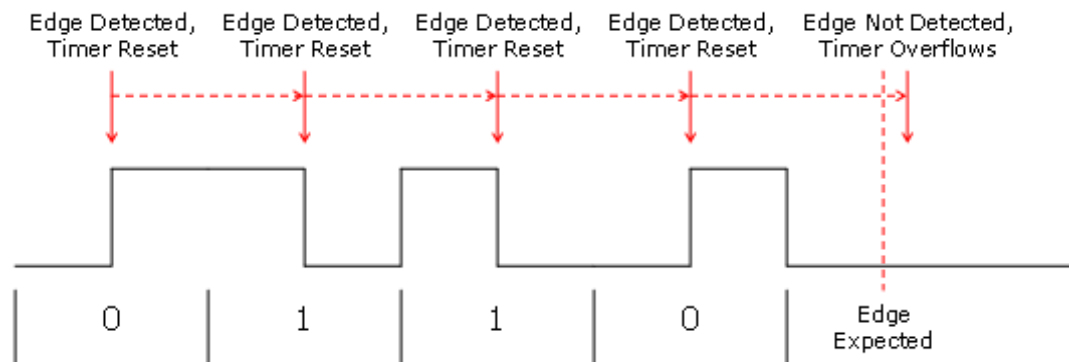 Edge Detected,
Timer Reset
Edge Detected,
Timer Reset
Edge Detected,
Timer Reset
Edge Detected,
Timer Reset
Edge Not Detected,
Timer Overflows
0
1
1
0
Edge
Expected